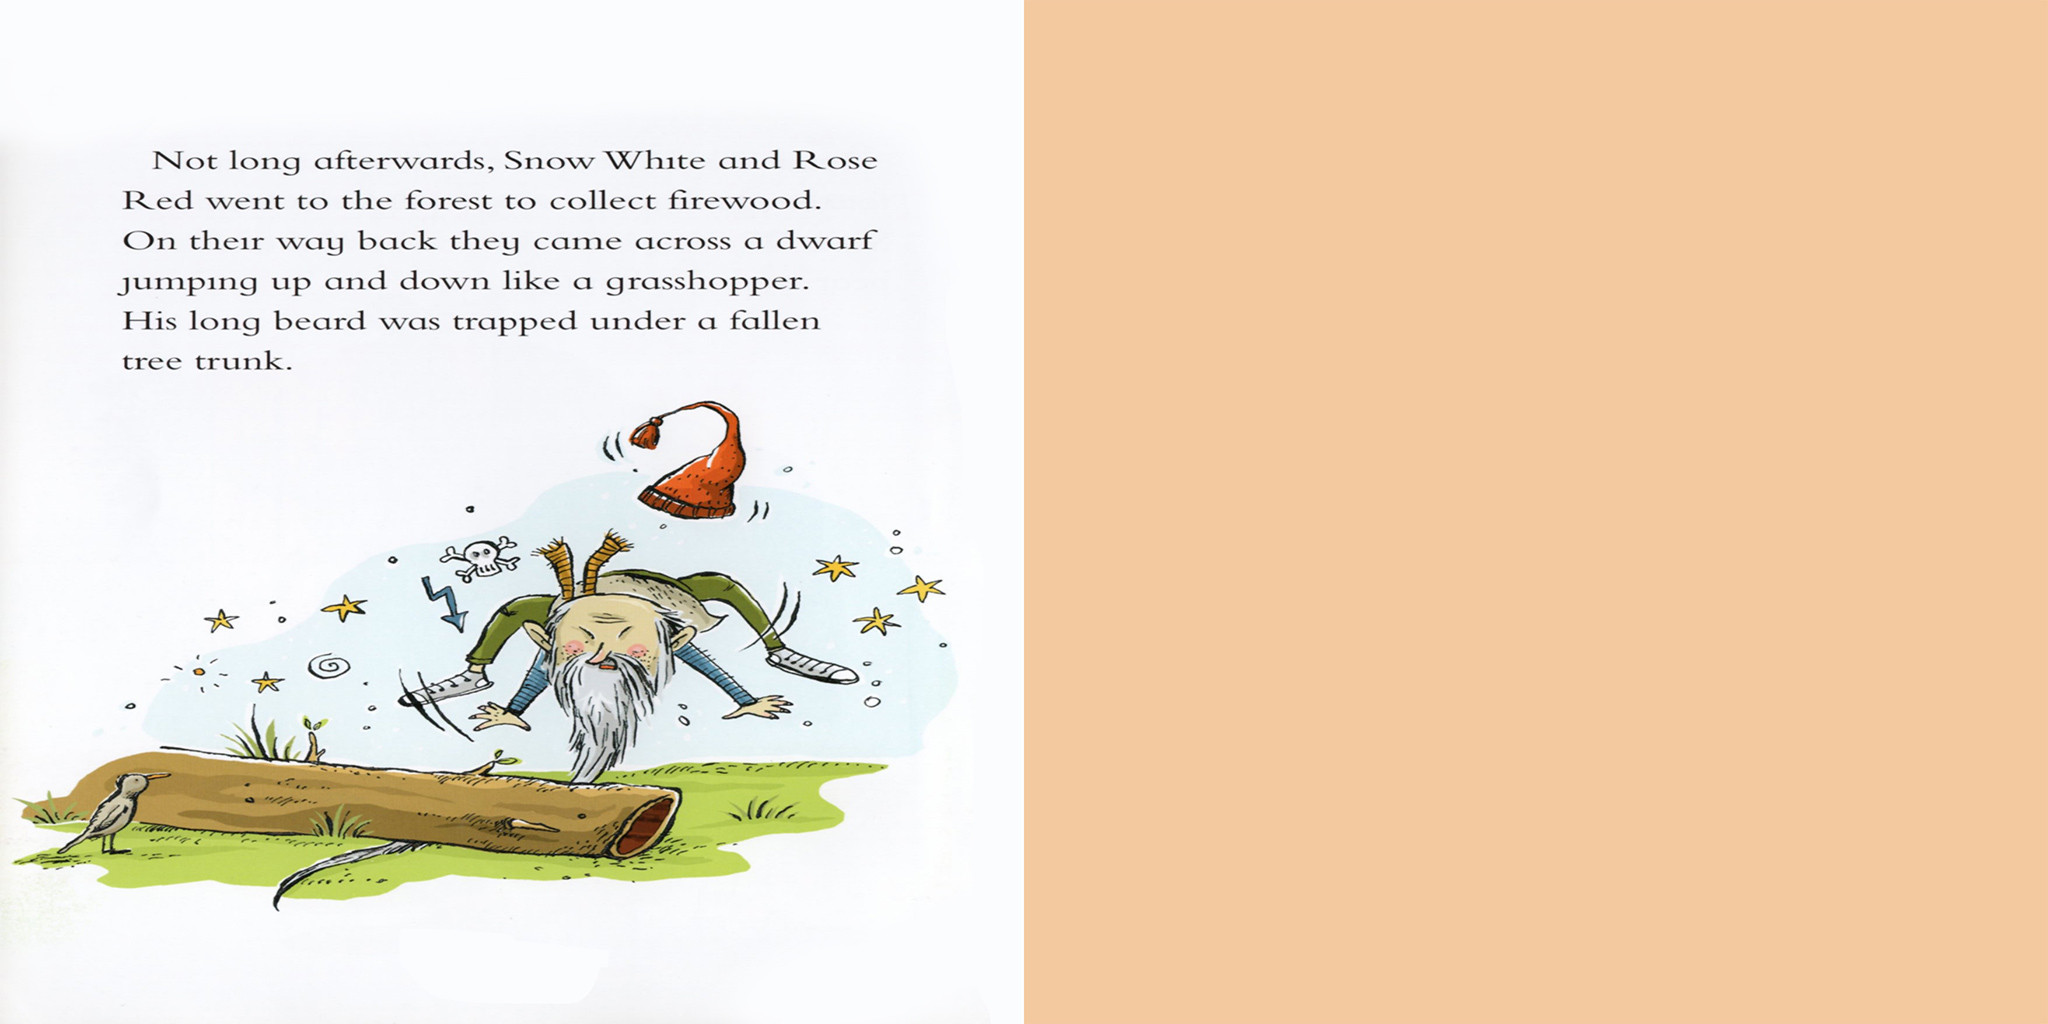 Not long afterwards, Snow White and Rose
Red went to the forest to collect firewood.
On their way back they came across a dwarf
jumping up and down like a grasshopper.
His long beard was trapped under a fallen
tree trunk.